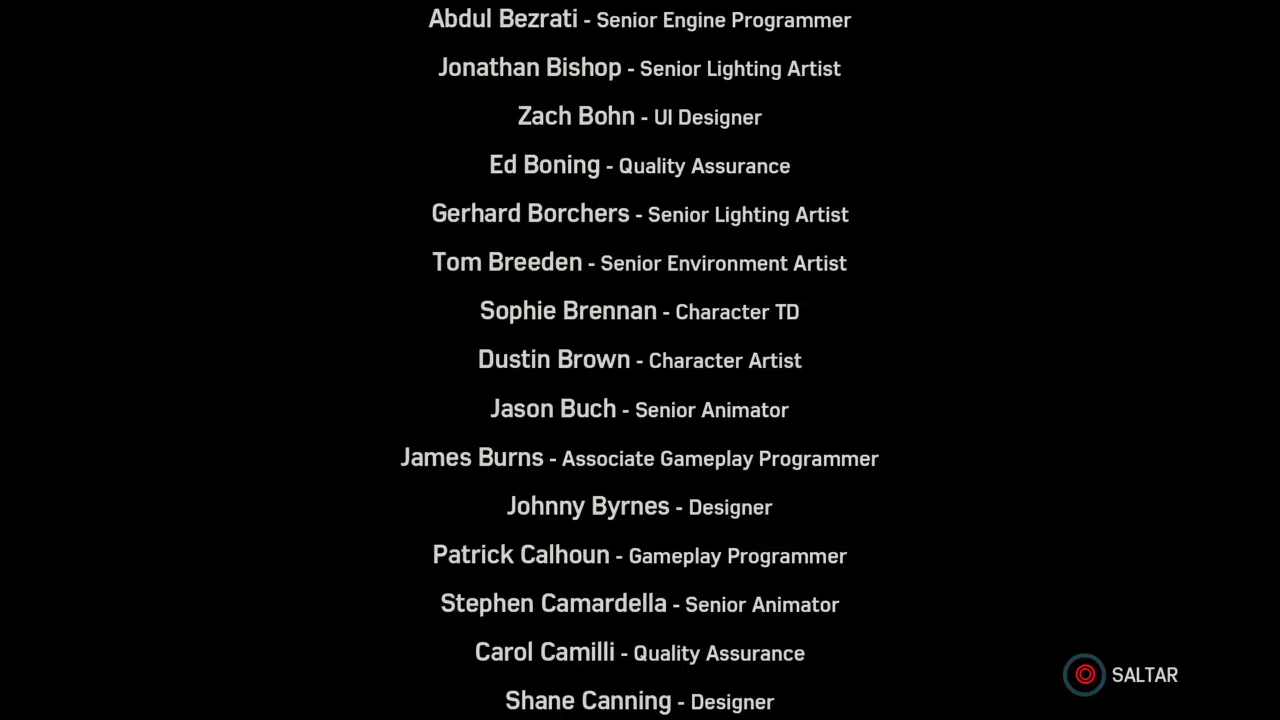 Abdul Bezrati - Senior Engine Programmer
Jonathan Bishop - Senior Lighting Artist
Zach Bohn - UI Designer
Ed Boning - Quality Assurance
Gerhard Borchers - Senior Lighting Artist
Tom Breeden - Senior Environment Artist
Sophie Brennan - Character TD
Dustin Brown - Character Artist
Jason Buch - Senior Animator
James Burns - Associate Gameplay Programmer
Johnny Byrnes - Designer
Patrick Calhoun - Gameplay Programmer
Stephen Camardella - Senior Animator
Carol Camilli - Quality Assurance
SALTAR
Shane Canning - Designer